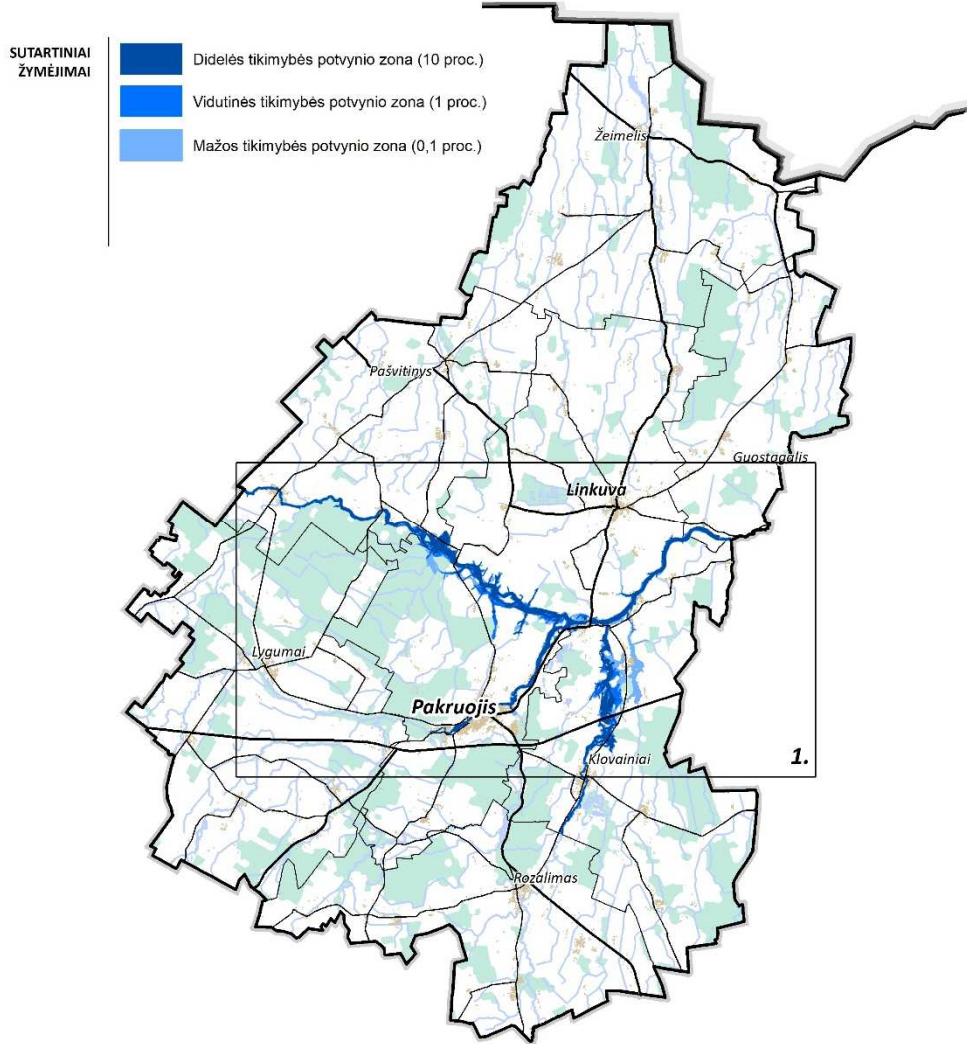 SUTARTINIAI
ŽYMĖJIMAI
Didelės tikimybės potvynio zona (10 proc.)
Vidutinės tikimybės potvynio zona (1 proc.)
Mažos tikimybės potvynio zona (0,1 proc.)
Žeimelis
Pašvitinys
Guostagalis
Linkuva
Lygumai
Pakruojis
Klovainiai
1.
Rozalimas